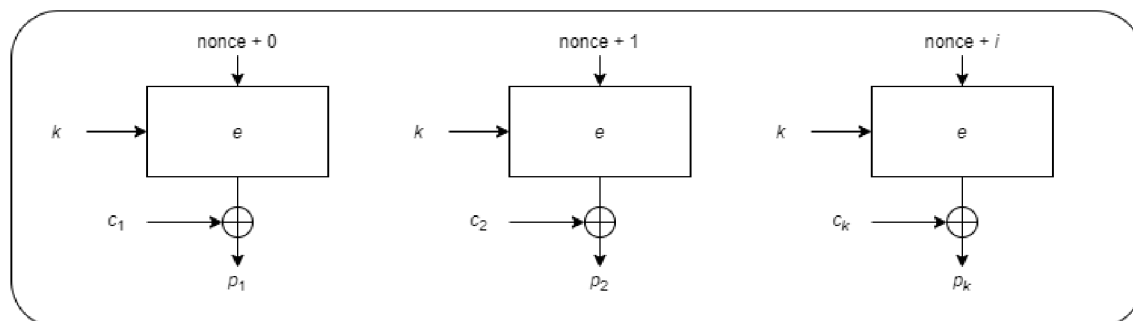 nonce + 0 nonce + 1 nonce + i
k e k e k e
c₁ c₂ cₖ
p₁ p₂ pₖ